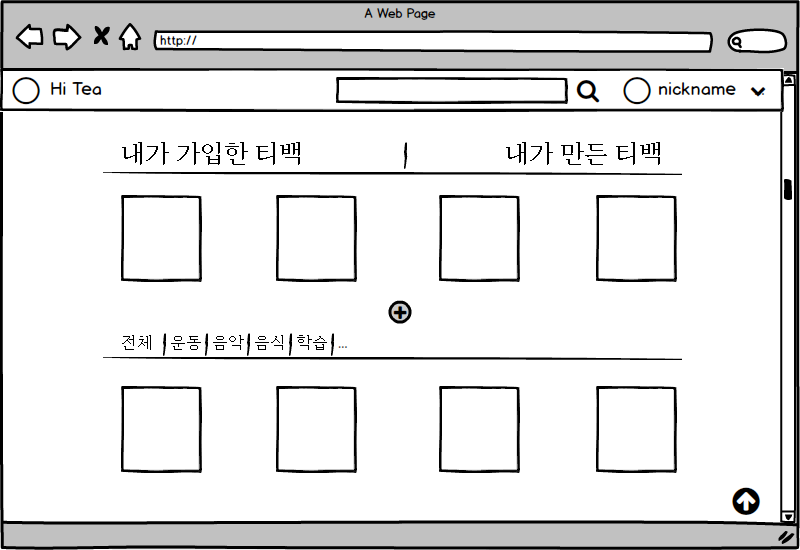 A Web Page
http://
Hi Tea
nickname
내가 가입한 티백 | 내가 만든 티백
전체 | 운동 | 음악 | 음식 | 학습 | ...